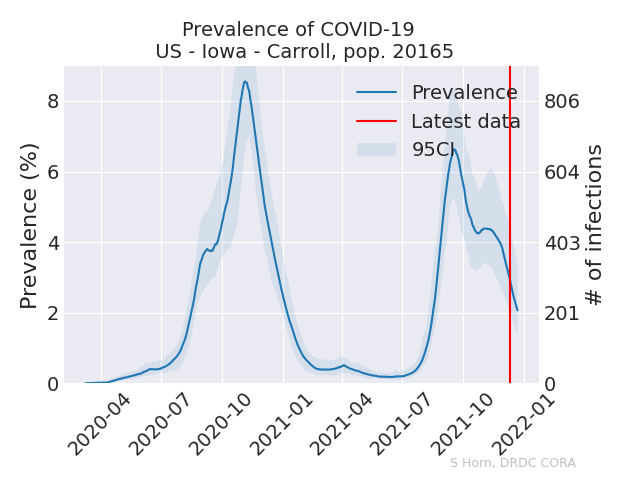 Prevalence of COVID-19
US - Iowa - Carroll, pop. 20165
Prevalence (%)
8
6
4
2
0
Prevalence
Latest data
95CI
806
604
403
201
0
# of infections
2020-04
2020-07
2020-10
2021-01
2021-04
2021-07
2021-10
2022-01
S Horn, DRDC CORA